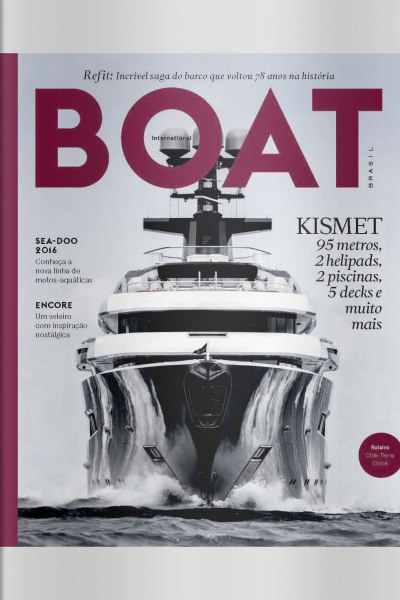 Refit: Incrível saga do barco que voltou 78 anos na história
BOAT
International
BRASIL
SEA-DOO
2016
Conheça a
nova linha de
motos-aquáticas
ENCORE
Um veleiro
com inspiração
nostálgica
KISMET
95 metros,
2 helipads,
2 piscinas,
5 decks e
muito
mais
Roteiro
Chile, Terra
Chiloé